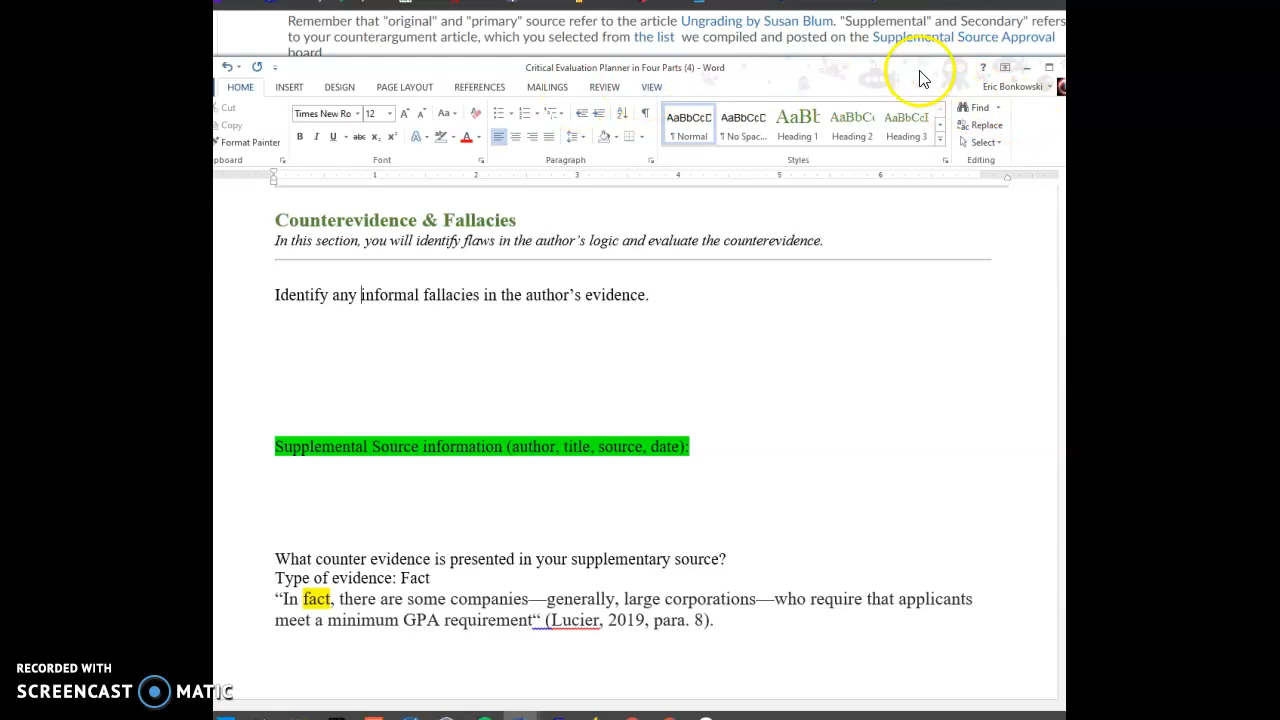 Remember that "original" and "primary" source refer to the article Ungrading by Susan Blum. "Supplemental" and Secondary" refers
to your counterargument article, which you selected from the list we compiled and posted on the Supplemental Source Approval
board
Critical Evaluation Planner in Four Parts (4) - Word
HOME INSERT DESIGN PAGE LAYOUT REFERENCES MAILINGS REVIEW VIEW Eric Bonkowski
Cut
Copy
Format Painter
Times New Ro 12
AaBbCcD AaBbCcD AaBb AaBbC AaBbCcI
¶ Normal ¶ No Spac... Heading 1 Heading 2 Heading 3
Find
Replace
Select
pboard Font Paragraph Styles Editing
1 2 3 4 5 6
Counterevidence & Fallacies
In this section, you will identify flaws in the author's logic and evaluate the counterevidence.
Identify any informal fallacies in the author's evidence.
Supplemental Source information (author, title, source, date):
What counter evidence is presented in your supplementary source?
Type of evidence: Fact
“In fact, there are some companies—generally, large corporations—who require that applicants
meet a minimum GPA requirement“ (Lucier, 2019, para. 8).
RECORDED WITH
SCREENCAST MATIC